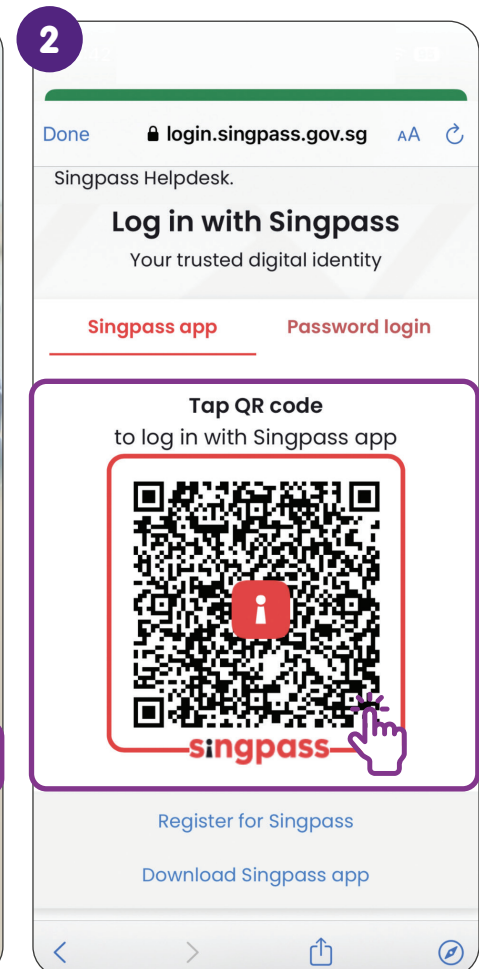 2
Done
login.singpass.gov.sg
AA
Singpass Helpdesk.
Log in with Singpass
Your trusted digital identity
Singpass app
Password login
Tap QR code
to log in with Singpass app
singpass
Register for Singpass
Download Singpass app